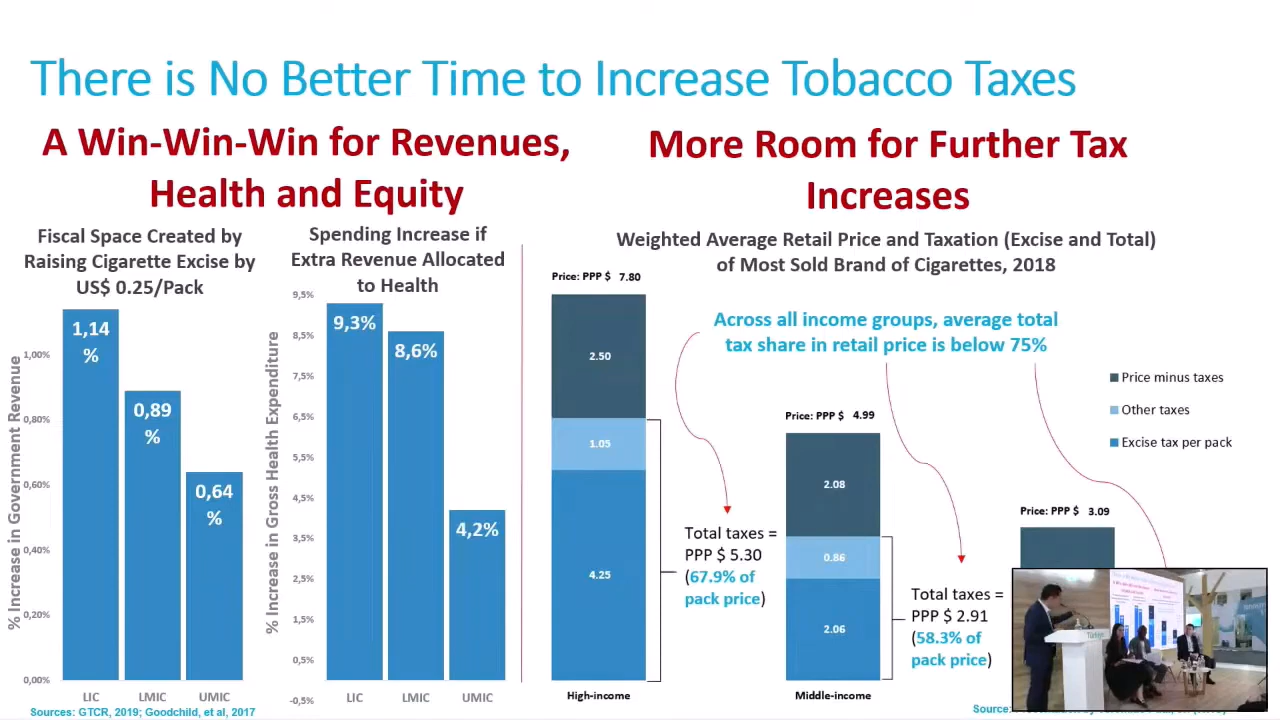 There is No Better Time to Increase Tobacco Taxes
A Win-Win-Win for Revenues,
Health and Equity
Fiscal Space Created by
Raising Cigarette Excise by
US$ 0.25/Pack
% Increase in Government Revenue
1,00%
0,80%
0,60%
0,40%
0,20%
0,00%
1,14
%
0,89
%
0,64
%
LIC
LMIC
UMIC
Spending Increase if
Extra Revenue Allocated
to Health
% Increase in Gross Health Expenditure
9,5%
8,5%
7,5%
6,5%
5,5%
4,5%
3,5%
2,5%
1,5%
0,5%
-0,5%
9,3%
8,6%
4,2%
LIC
LMIC
UMIC
Sources: GTCR, 2019; Goodchild, et al, 2017
More Room for Further Tax
Increases
Weighted Average Retail Price and Taxation (Excise and Total)
of Most Sold Brand of Cigarettes, 2018
Across all income groups, average total
tax share in retail price is below 75%
Price minus taxes
Other taxes
Excise tax per pack
Price: PPP $ 7.80
2.50
1.05
4.25
High-income
Total taxes =
PPP $ 5.30
(67.9% of
pack price)
Price: PPP $ 4.99
2.08
0.86
2.06
Middle-income
Total taxes =
PPP $ 2.91
(58.3% of
pack price)
Price: PPP $ 3.09
Source:
Türkiye